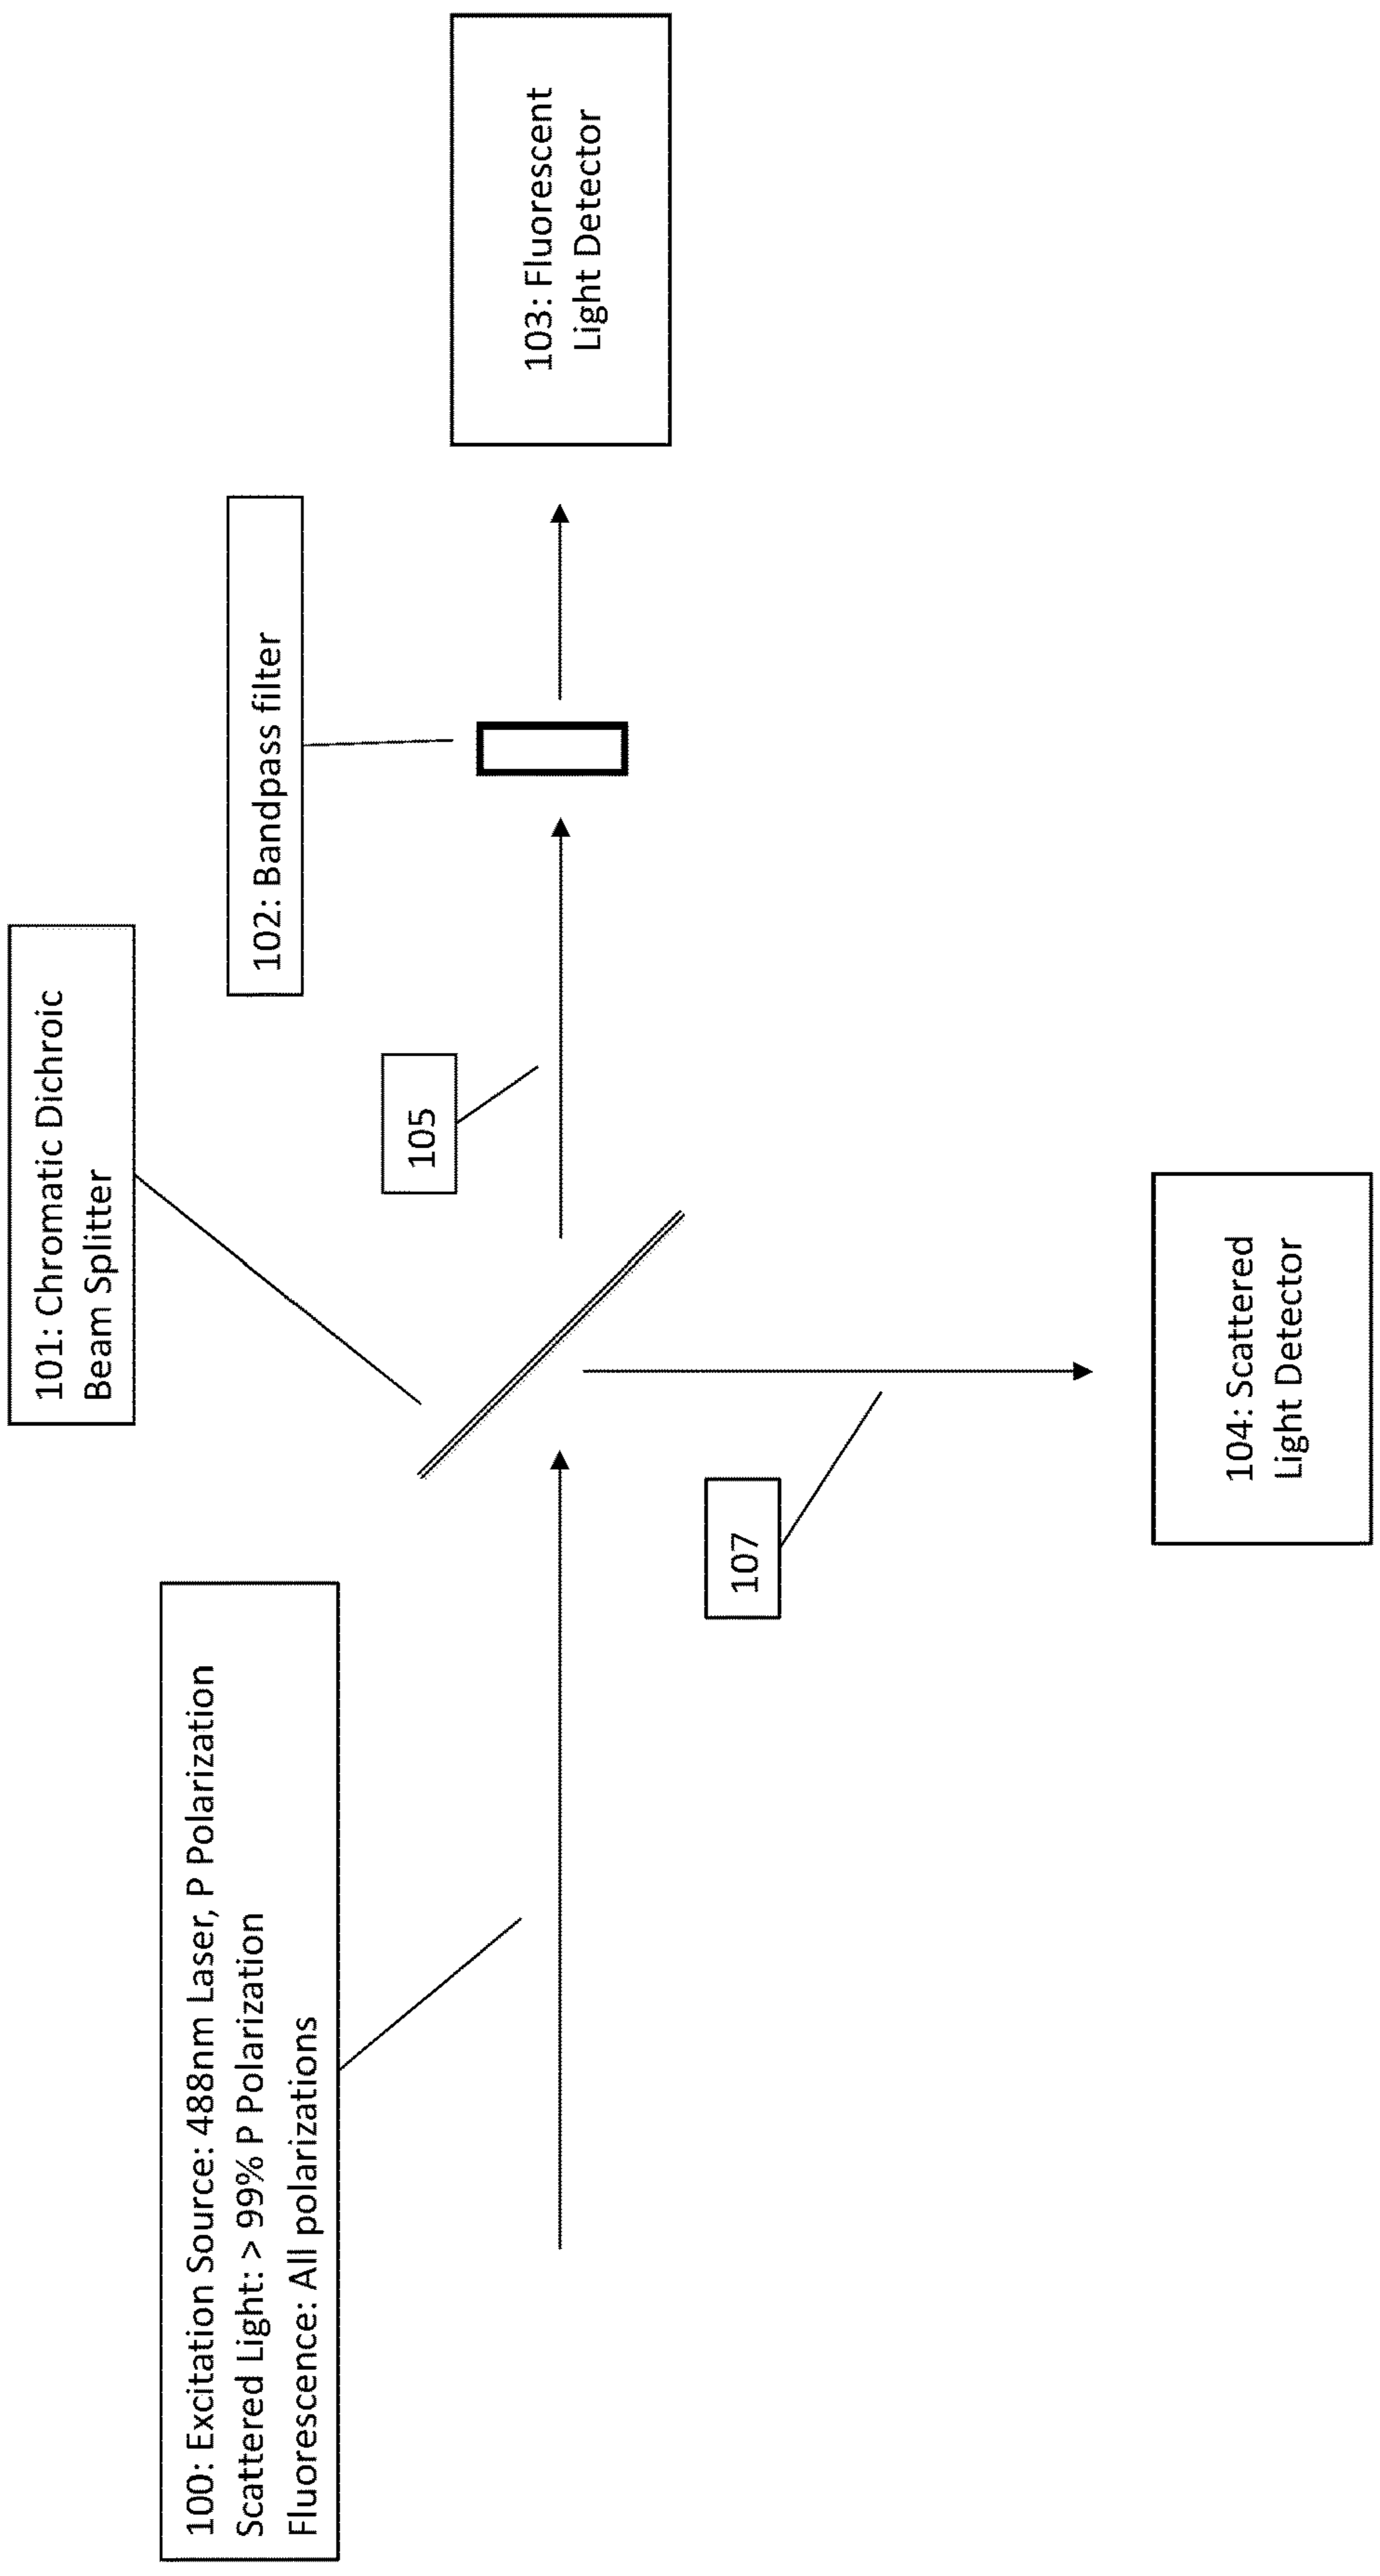 100: Excitation Source: 488nm Laser, P Polarization
Scattered Light: > 99% P Polarization
Fluorescence: All polarizations
101: Chromatic Dichroic
Beam Splitter
102: Bandpass filter
103: Fluorescent
Light Detector
105
107
104: Scattered
Light Detector